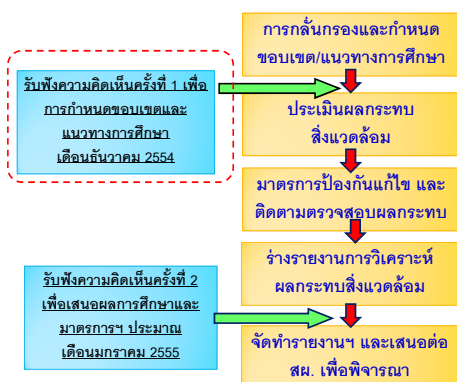 การกลั่นกรองและกำหนด
ขอบเขต/แนวทางการศึกษา
รับฟังความคิดเห็นครั้งที่ 1 เพื่อ
การกำหนดขอบเขตและ
แนวทางการศึกษา
เดือนธันวาคม 2554
ประเมินผลกระทบ
สิ่งแวดล้อม
มาตรการป้องกันแก้ไข และ
ติดตามตรวจสอบผลกระทบ
ร่างรายงานการวิเคราะห์
ผลกระทบสิ่งแวดล้อม
รับฟังความคิดเห็นครั้งที่ 2
เพื่อเสนอผลการศึกษาและ
มาตรการฯ ประมาณ
เดือนมกราคม 2555
จัดทำรายงานฯ และเสนอต่อ
สผ. เพื่อพิจารณา